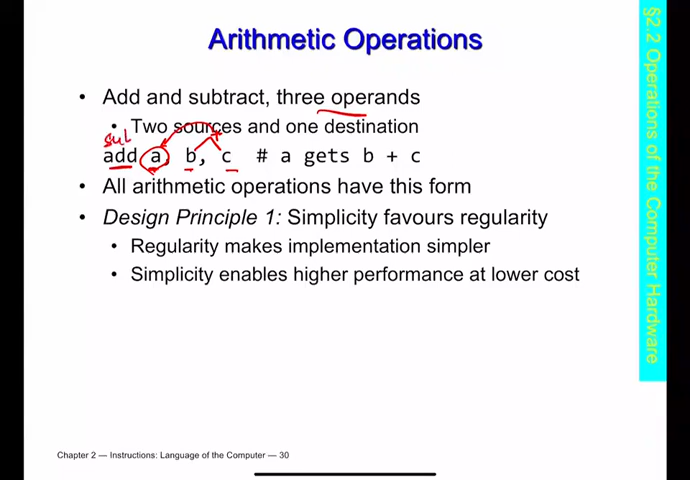 Arithmetic Operations
• Add and subtract, three operands
• Two sources and one destination
sub
add a, b, c # a gets b + c
• All arithmetic operations have this form
• Design Principle 1: Simplicity favours regularity
• Regularity makes implementation simpler
• Simplicity enables higher performance at lower cost
§2.2 Operations of the Computer Hardware
Chapter 2 — Instructions: Language of the Computer — 30